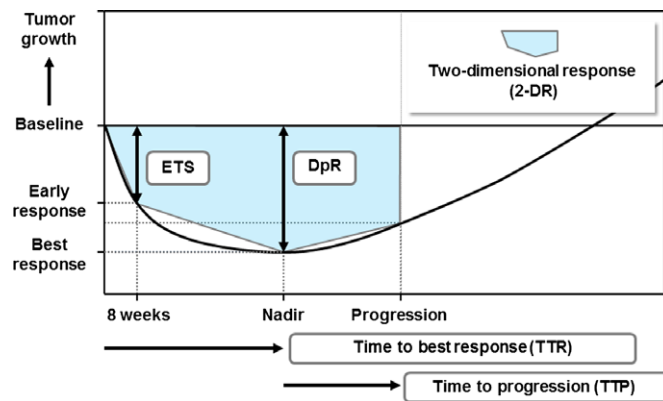 Tumor
growth
Two-dimensional response
(2-DR)
Baseline
ETS
DpR
Early
response
Best
response
8 weeks
Nadir
Progression
Time to best response (TTR)
Time to progression (TTP)